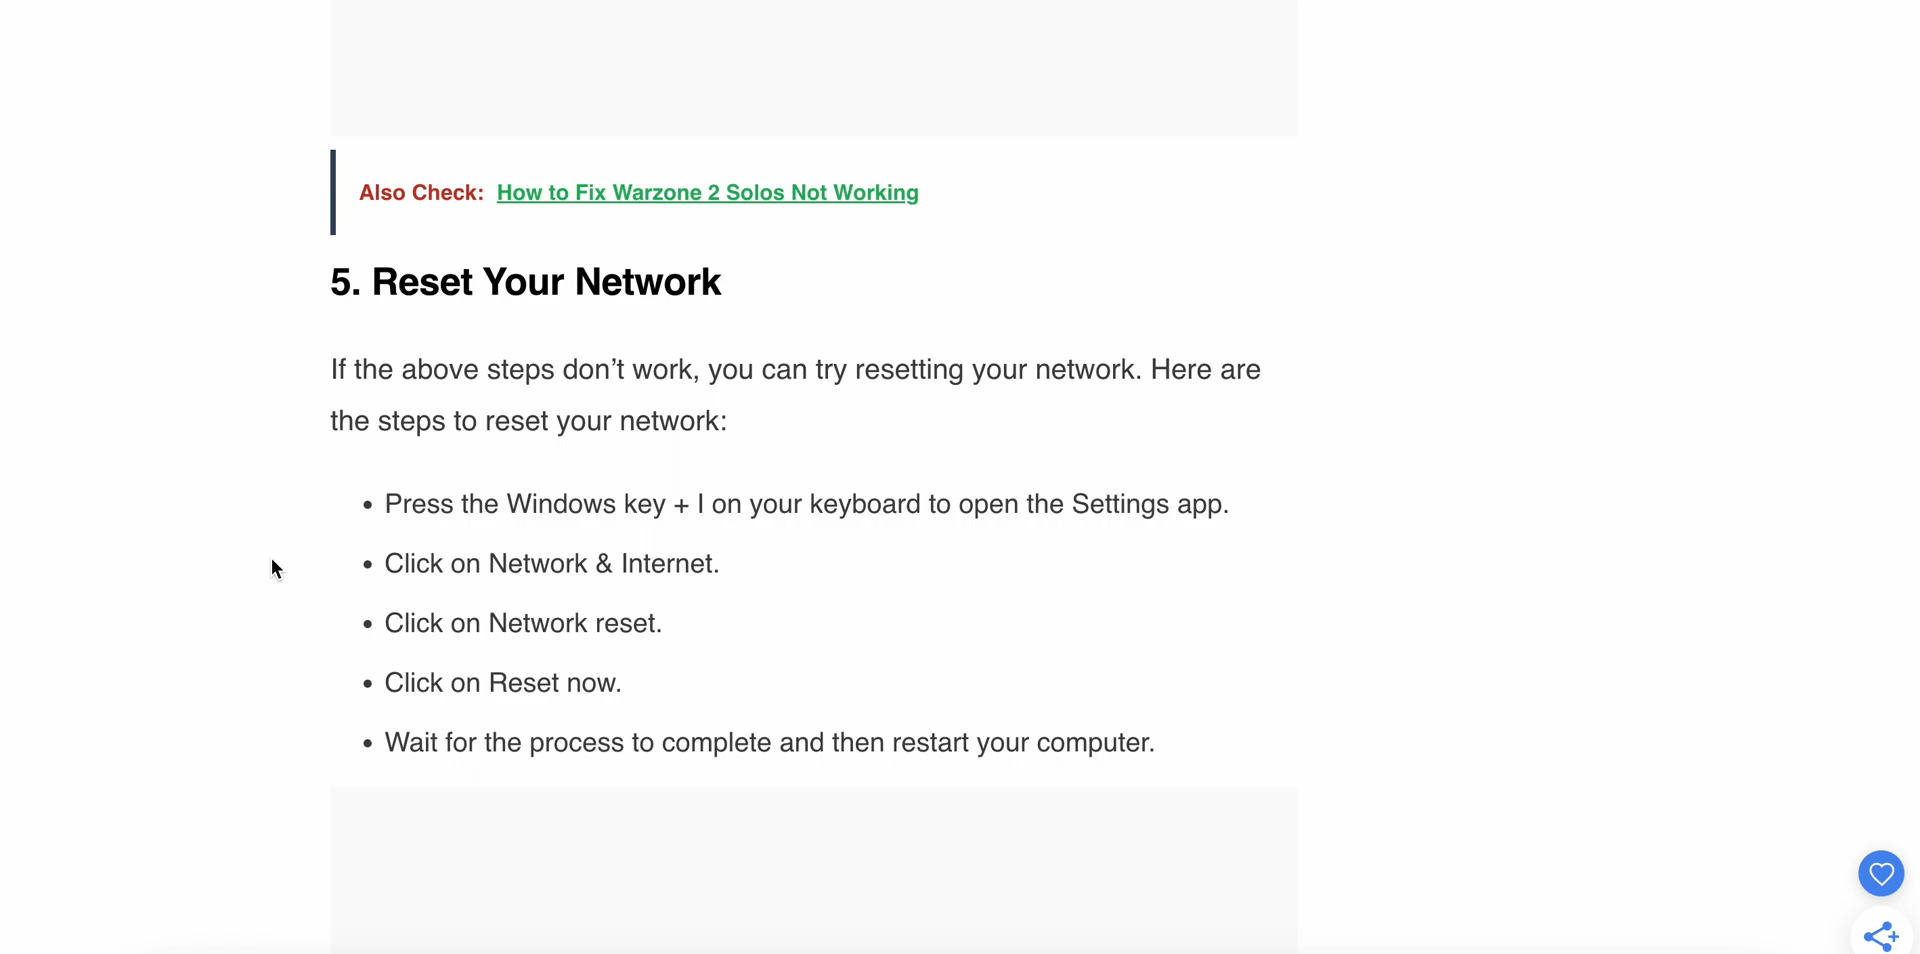 Also Check: How to Fix Warzone 2 Solos Not Working
5. Reset Your Network
If the above steps don’t work, you can try resetting your network. Here are
the steps to reset your network:
• Press the Windows key + I on your keyboard to open the Settings app.
• Click on Network & Internet.
• Click on Network reset.
• Click on Reset now.
• Wait for the process to complete and then restart your computer.